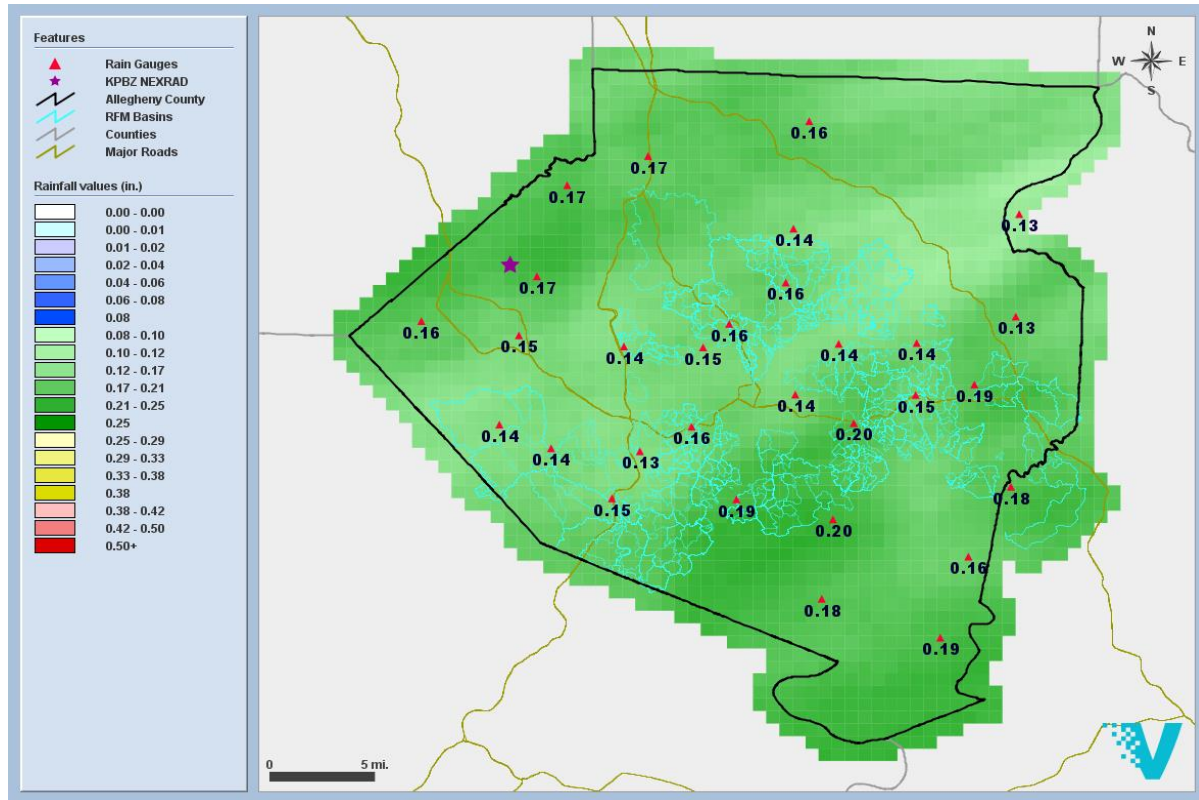 Features
Rain Gauges
KPBZ NEXRAD
Allegheny County
RFM Basins
Counties
Major Roads
Rainfall values (in.)
0.00 - 0.00
0.00 - 0.01
0.01 - 0.02
0.02 - 0.04
0.04 - 0.06
0.06 - 0.08
0.08
0.08 - 0.10
0.10 - 0.12
0.12 - 0.17
0.17 - 0.21
0.21 - 0.25
0.25
0.25 - 0.29
0.29 - 0.33
0.33 - 0.38
0.38
0.38 - 0.42
0.42 - 0.50
0.50+
N
W E
S
0.16
0.17
0.17
0.13
0.14
0.17
0.16
0.16
0.13
0.16
0.15
0.14
0.15
0.14
0.14
0.19
0.14
0.15
0.14
0.16
0.20
0.14
0.13
0.18
0.15
0.19
0.20
0.16
0.18
0.19
0 5 mi.